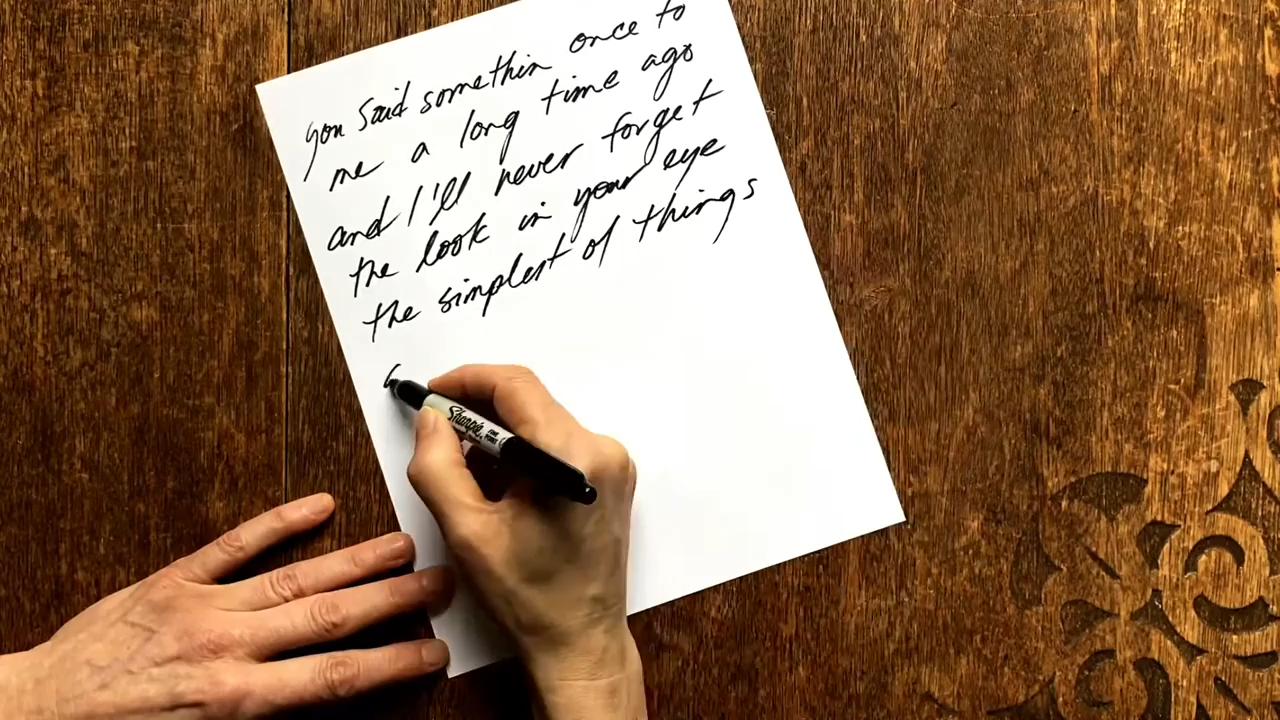 you said somethin once to
me a long time ago
and I'll never forget
the look in your eye
the simplest of things
Sharpie